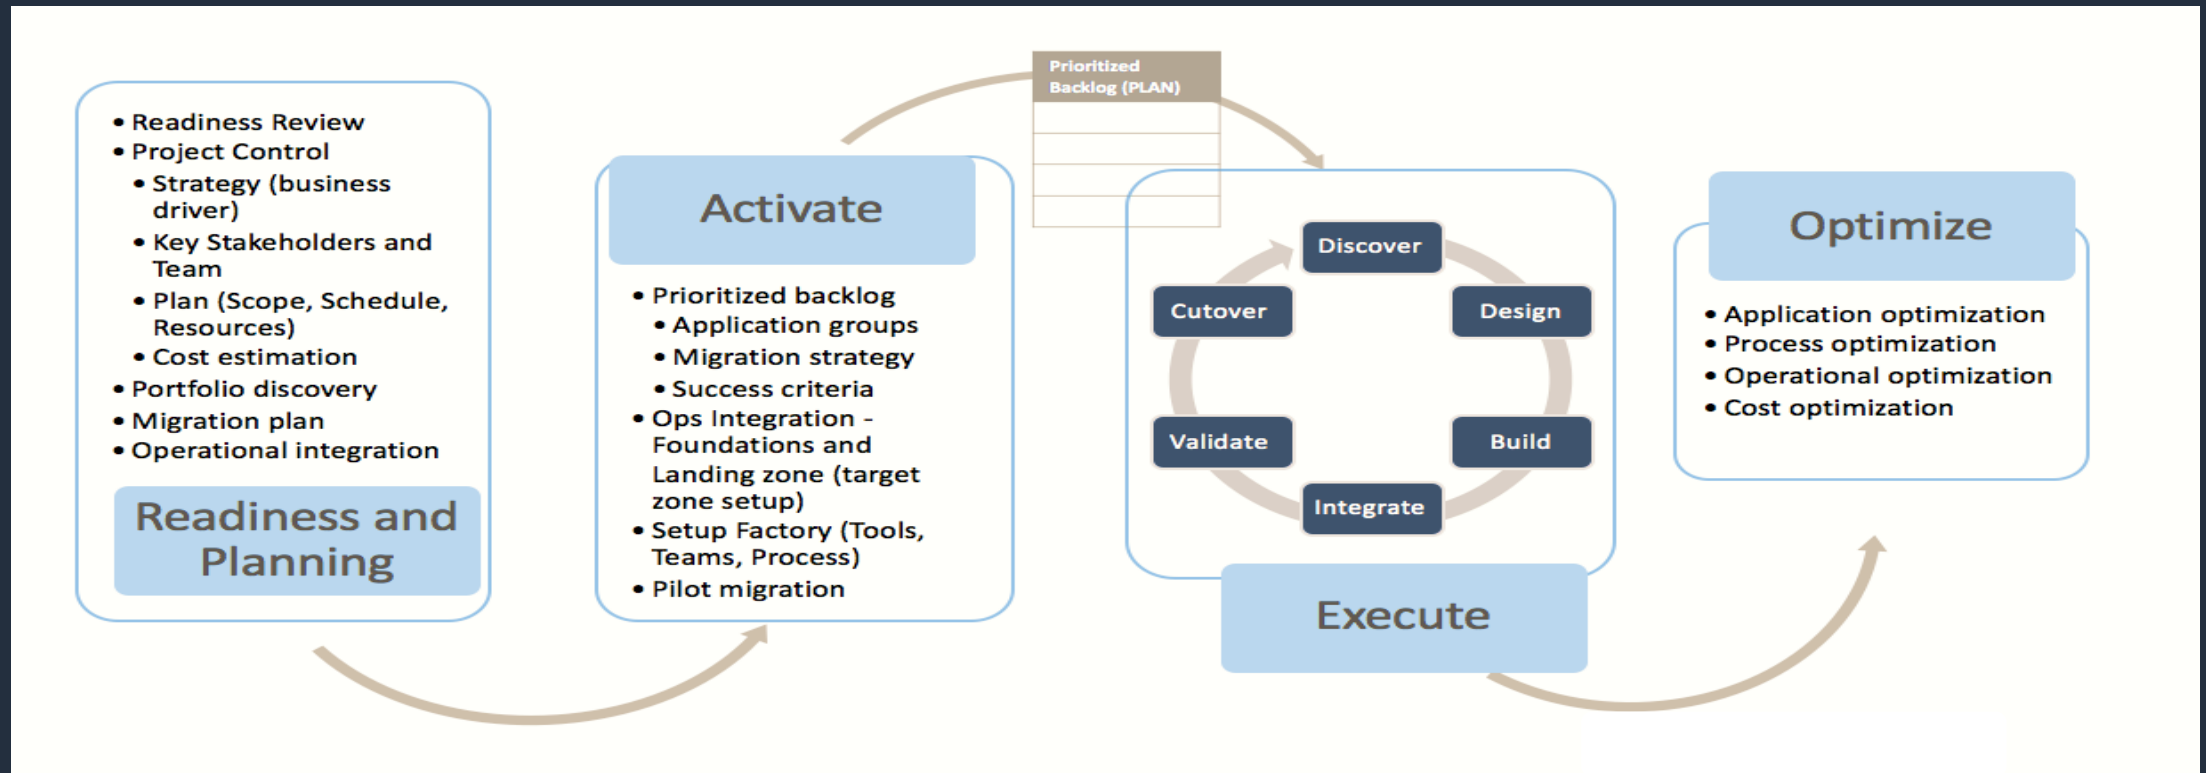 • Readiness Review
• Project Control
• Strategy (business
driver)
• Key Stakeholders and
Team
• Plan (Scope, Schedule,
Resources)
• Cost estimation
• Portfolio discovery
• Migration plan
• Operational integration
Readiness and
Planning
Activate
• Prioritized backlog
• Application groups
• Migration strategy
• Success criteria
• Ops Integration -
Foundations and
Landing zone (target
zone setup)
• Setup Factory (Tools,
Teams, Process)
• Pilot migration
Prioritized
Backlog (PLAN)
Discover
Design
Build
Integrate
Validate
Cutover
Execute
Optimize
• Application optimization
• Process optimization
• Operational optimization
• Cost optimization